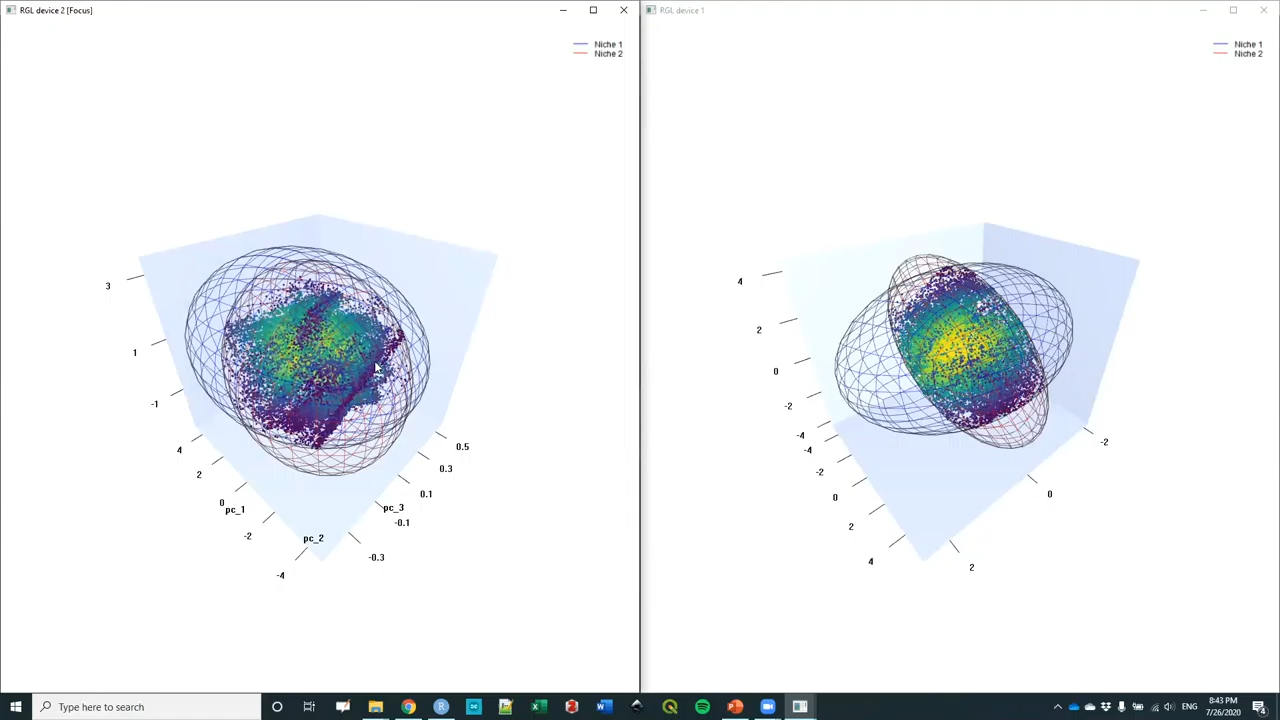 RGL device 2 [Focus]
Niche 1
Niche 2
3
1
-1
4
2
0
pc_1
-2
-4
pc_2
0.5
0.3
0.1
pc_3
-0.1
-0.3
RGL device 1
Niche 1
Niche 2
4
2
0
-2
-4
-4
-2
0
2
4
-2
0
2
Type here to search
ENG
8:43 PM
7/26/2020